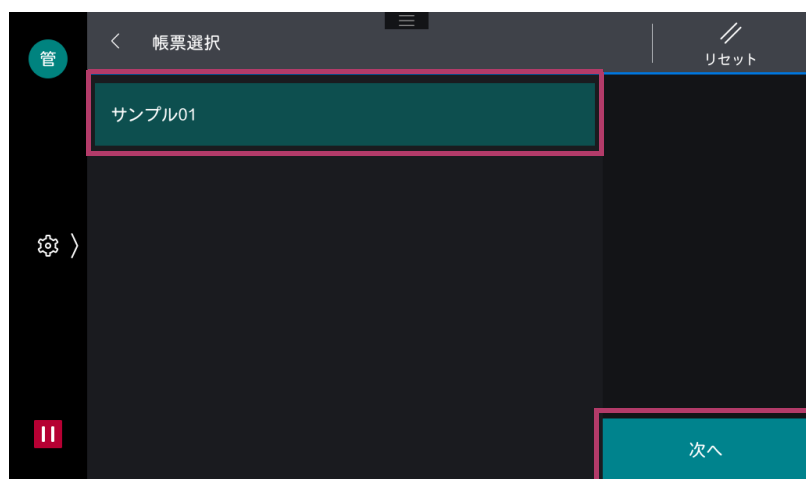 管
帳票選択
リセット
サンプル01
次へ